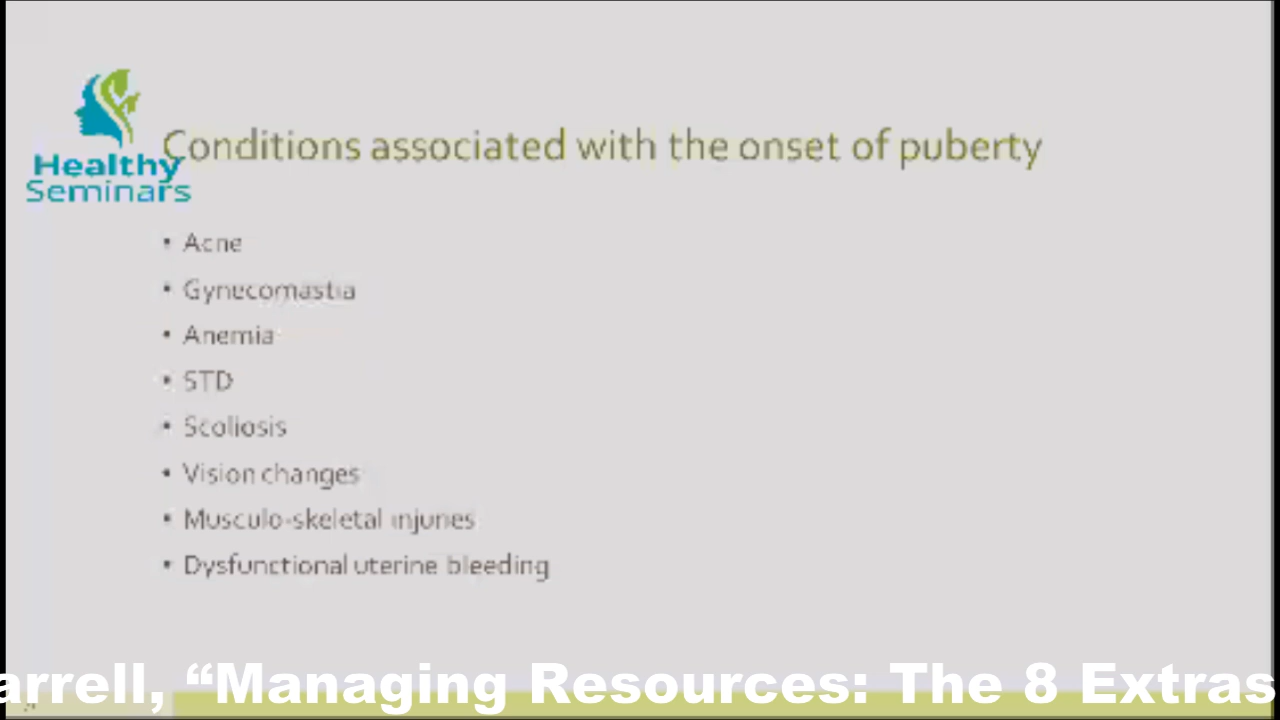 Healthy
Seminars
Conditions associated with the onset of puberty
• Acne
• Gynecomastia
• Anemia
• STD
• Scoliosis
• Vision changes
• Musculo-skeletal injuries
• Dysfunctional uterine bleeding
arrell, “Managing Resources: The 8 Extras